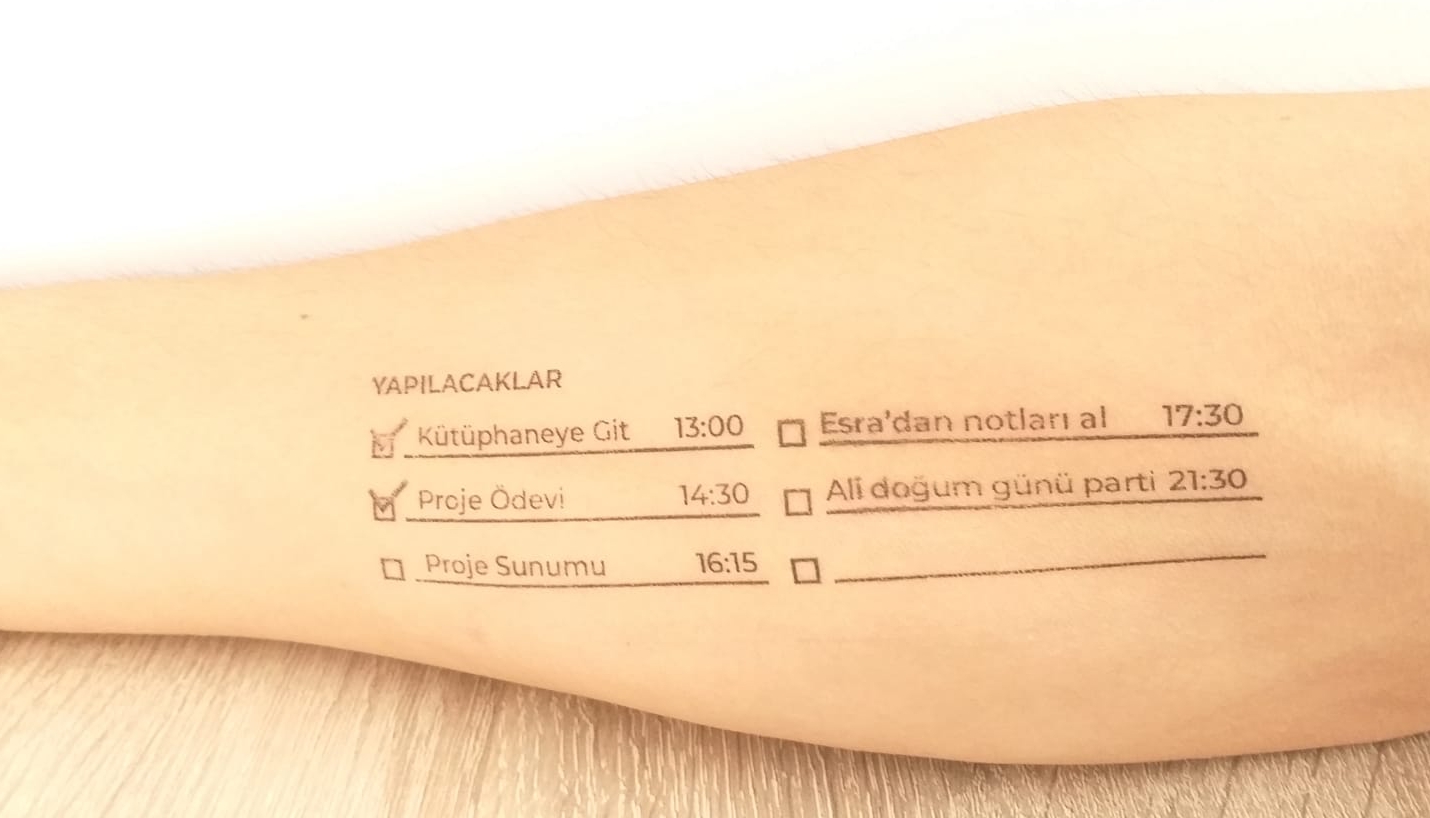 YAPILACAKLAR
Kütüphaneye Git 13:00
Proje Ödevi 14:30
Proje Sunumu 16:15
Esra'dan notları al 17:30
Ali doğum günü parti 21:30